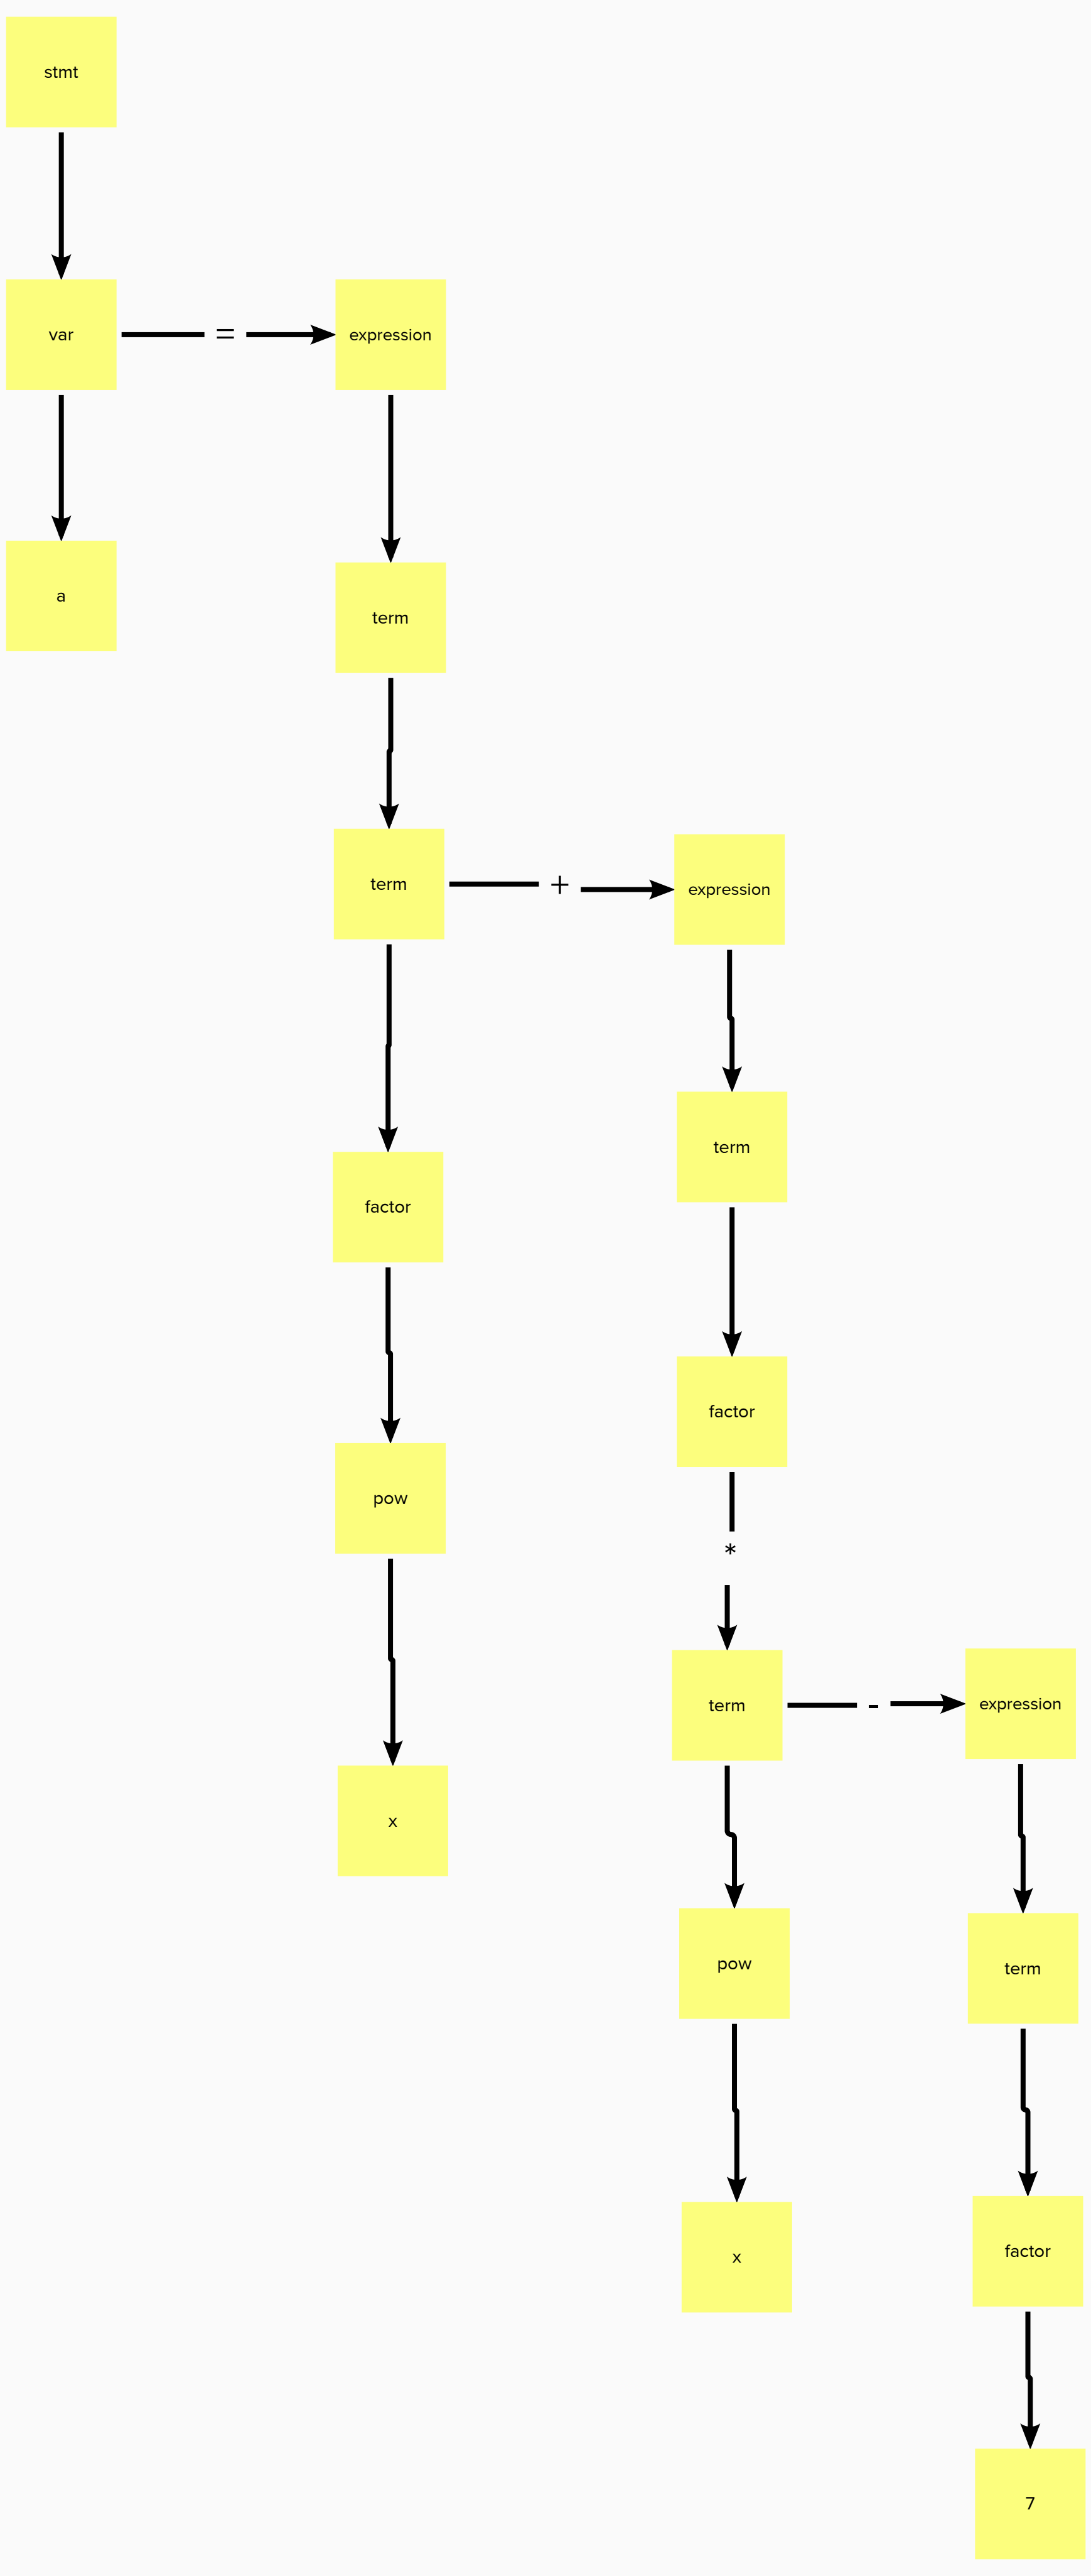 stmt
var = expression
a
term
term + expression
term
factor
factor
pow
*
term - expression
x
pow
term
x
factor
7